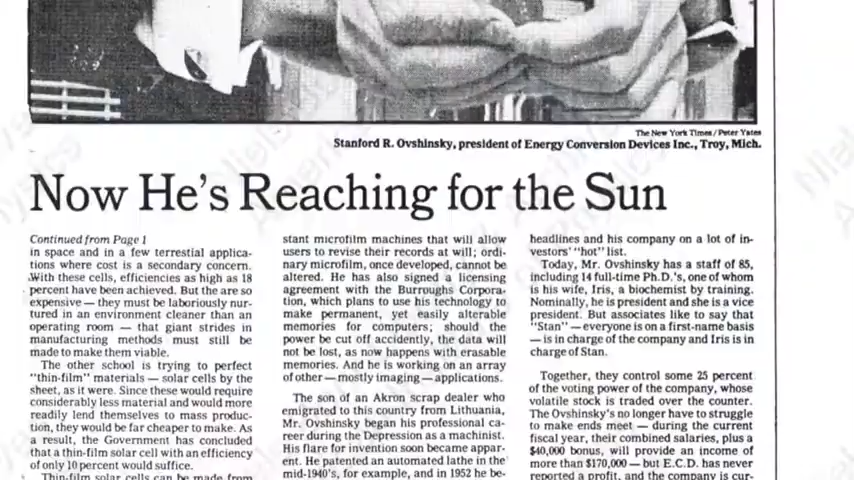 The New York Times/Peter Yates
Stanford R. Ovshinsky, president of Energy Conversion Devices Inc., Troy, Mich.
Now He's Reaching for the Sun
Continued from Page 1
in space and in a few terrestial applica-
tions where cost is a secondary concern.
With these cells, efficiencies as high as 18
percent have been achieved. But the are so
expensive — they must be laboriously nur-
tured in an environment cleaner than an
operating room — that giant strides in
manufacturing methods must still be
made to make them viable.
The other school is trying to perfect
"thin-film" materials — solar cells by the
sheet, as it were. Since these would require
considerably less material and would more
readily lend themselves to mass produc-
tion, they would be far cheaper to make. As
a result, the Government has concluded
that a thin-film solar cell with an efficiency
of only 10 percent would suffice.
Thin-film solar cells can be made from
stant microfilm machines that will allow
users to revise their records at will; ordi-
nary microfilm, once developed, cannot be
altered. He has also signed a licensing
agreement with the Burroughs Corpora-
tion, which plans to use his technology to
make permanent, yet easily alterable
memories for computers; should the
power be cut off accidently, the data will
not be lost, as now happens with erasable
memories. And he is working on an array
of other — mostly imaging — applications.
The son of an Akron scrap dealer who
emigrated to this country from Lithuania,
Mr. Ovshinsky began his professional ca-
reer during the Depression as a machinist.
His flare for invention soon became appar-
ent. He patented an automated lathe in the
mid-1940's, for example, and in 1952 he be-
headlines and his company on a lot of in-
vestors' "hot" list.
Today, Mr. Ovshinsky has a staff of 85,
including 14 full-time Ph.D.'s, one of whom
is his wife, Iris, a biochemist by training.
Nominally, he is president and she is a vice
president. But associates like to say that
"Stan" — everyone is on a first-name basis
— is in charge of the company and Iris is in
charge of Stan.
Together, they control some 25 percent
of the voting power of the company, whose
volatile stock is traded over the counter.
The Ovshinsky's no longer have to struggle
to make ends meet — during the current
fiscal year, their combined salaries, plus a
$40,000 bonus, will provide an income of
more than $170,000 — but E.C.D. has never
reported a profit, and the company is cur-